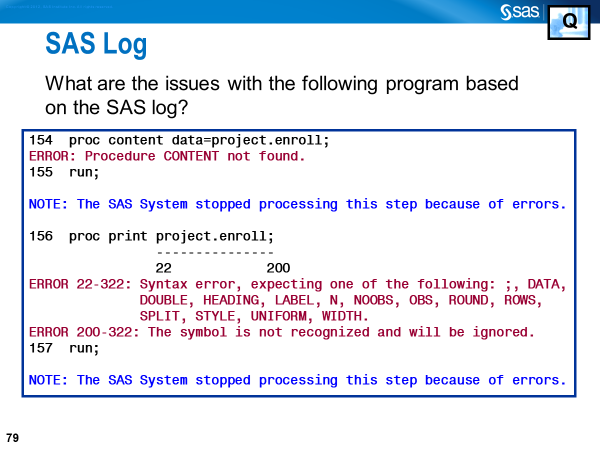 sas
Q
SAS Log
What are the issues with the following program based
on the SAS log?
154  proc content data=project.enroll;
ERROR: Procedure CONTENT not found.
155  run;
NOTE: The SAS System stopped processing this step because of errors.
156  proc print project.enroll;
---------------
22            200
ERROR 22-322: Syntax error, expecting one of the following: ;, DATA,
DOUBLE, HEADING, LABEL, N, NOOBS, OBS, ROUND, ROWS,
SPLIT, STYLE, UNIFORM, WIDTH.
ERROR 200-322: The symbol is not recognized and will be ignored.
157  run;
NOTE: The SAS System stopped processing this step because of errors.
79